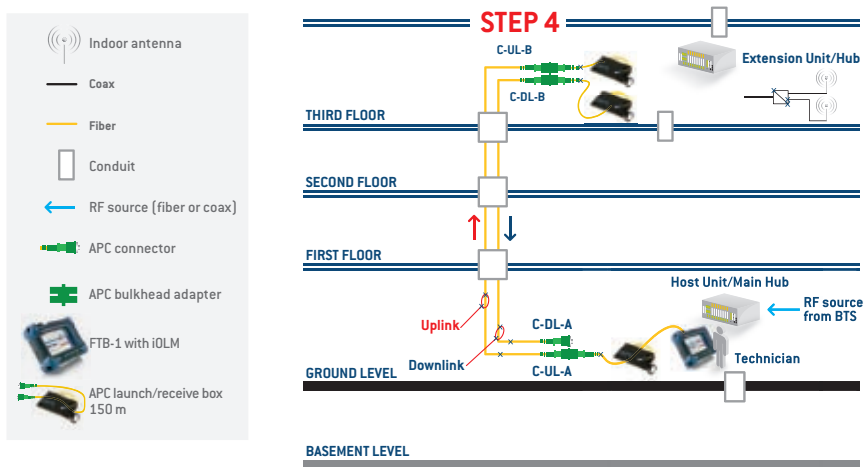 Indoor antenna
Coax
Fiber
Conduit
RF source (fiber or coax)
APC connector
APC bulkhead adapter
FTB-1 with iOLM
APC launch/receive box
150 m
STEP 4
C-UL-B
C-DL-B
Extension Unit/Hub
THIRD FLOOR
SECOND FLOOR
FIRST FLOOR
Host Unit/Main Hub
RF source
from BTS
Uplink
C-DL-A
Downlink
Technician
C-UL-A
GROUND LEVEL
BASEMENT LEVEL